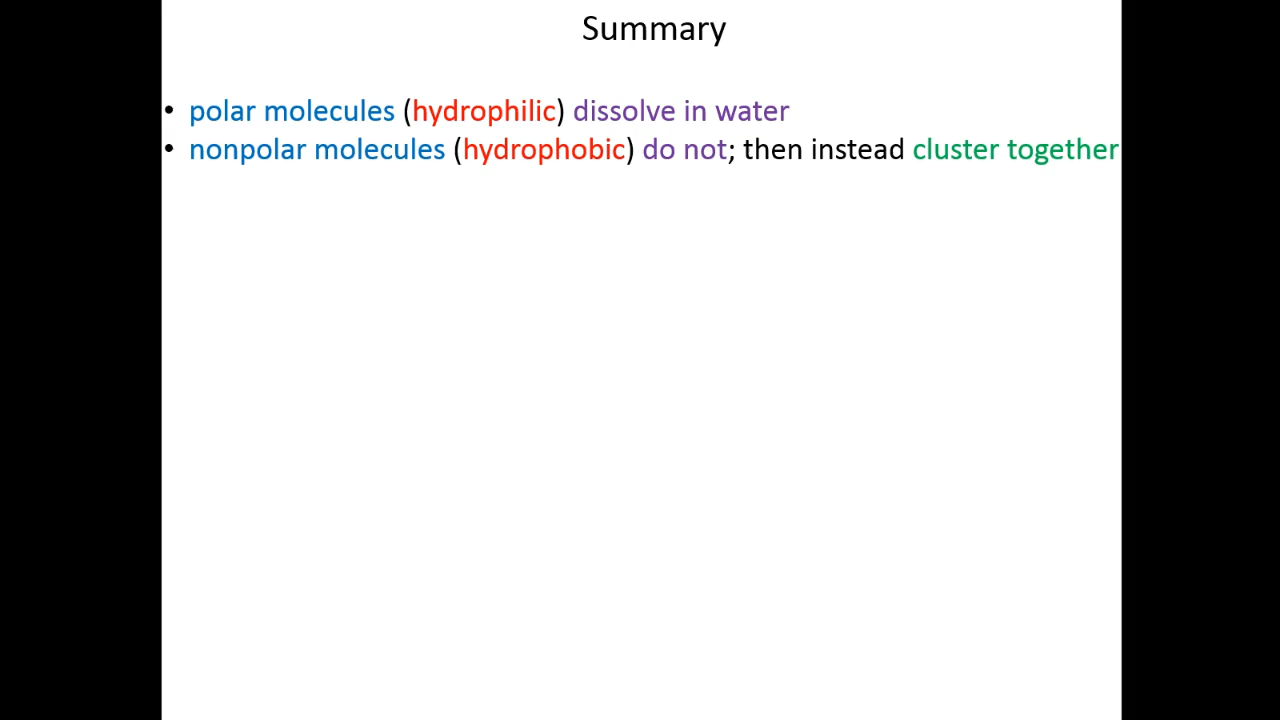 Summary
• polar molecules (hydrophilic) dissolve in water
• nonpolar molecules (hydrophobic) do not; then instead cluster together